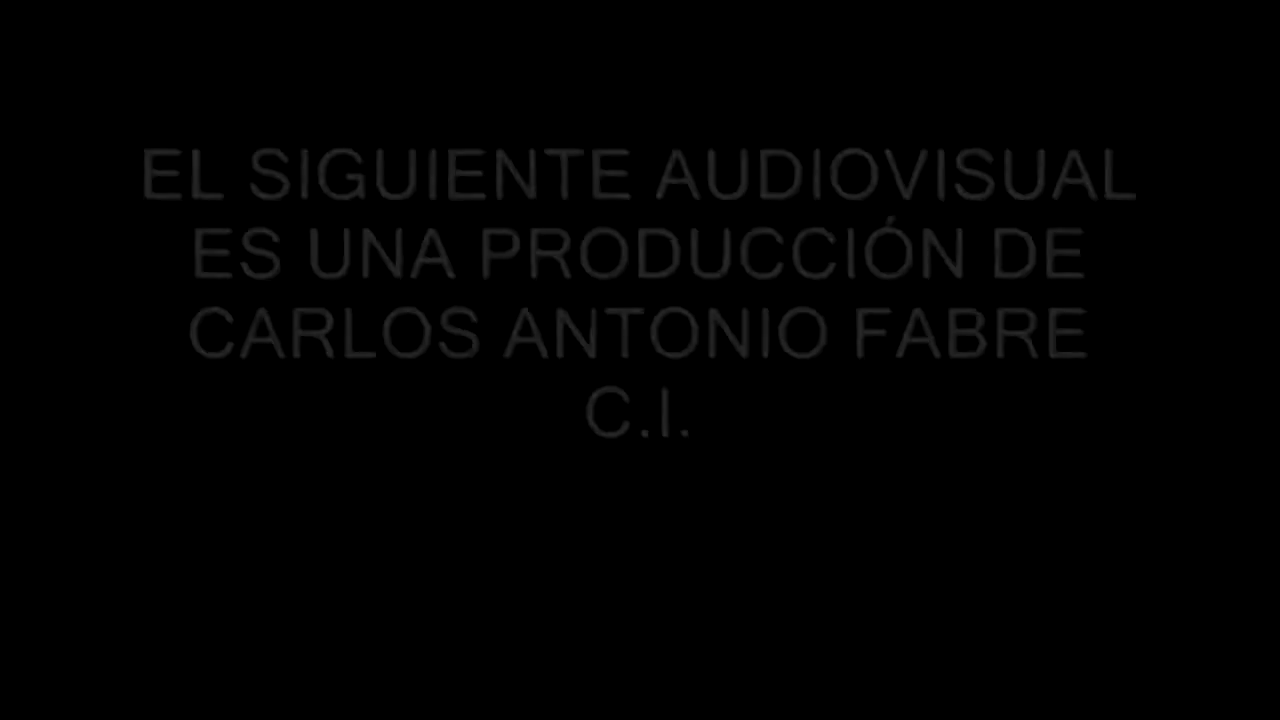 EL SIGUIENTE AUDIOVISUAL
ES UNA PRODUCCIÓN DE
CARLOS ANTONIO FABRE
C.I.